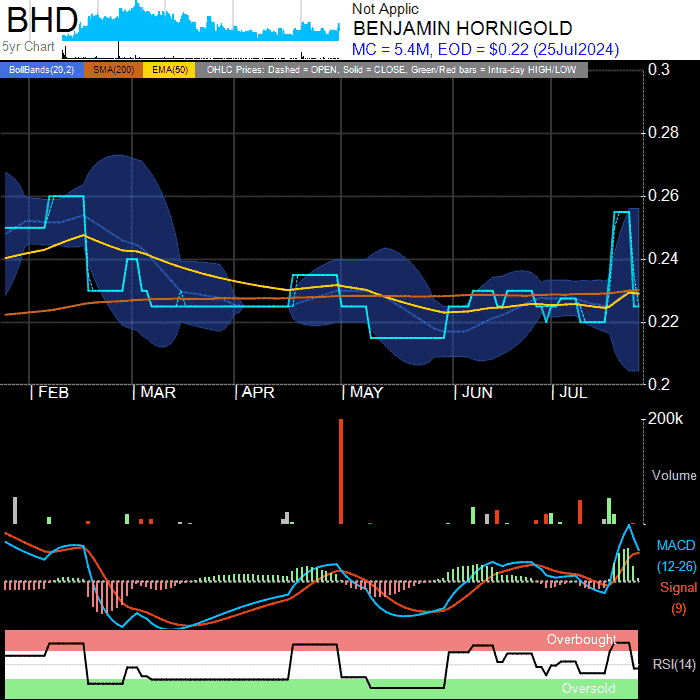 BHD
5yr Chart
Not Applic
BENJAMIN HORNIGOLD
MC = 5.4M, EOD = $0.22 (25Jul2024)
BollBands(20,2) SMA(200) EMA(50) OHLC Prices: Dashed = OPEN, Solid = CLOSE, Green/Red bars = Intra-day HIGH/LOW
0.3
0.28
0.26
0.24
0.22
0.2
FEB MAR APR MAY JUN JUL
200k
Volume
MACD
(12-26)
Signal
(9)
Overbought
RSI(14)
Oversold